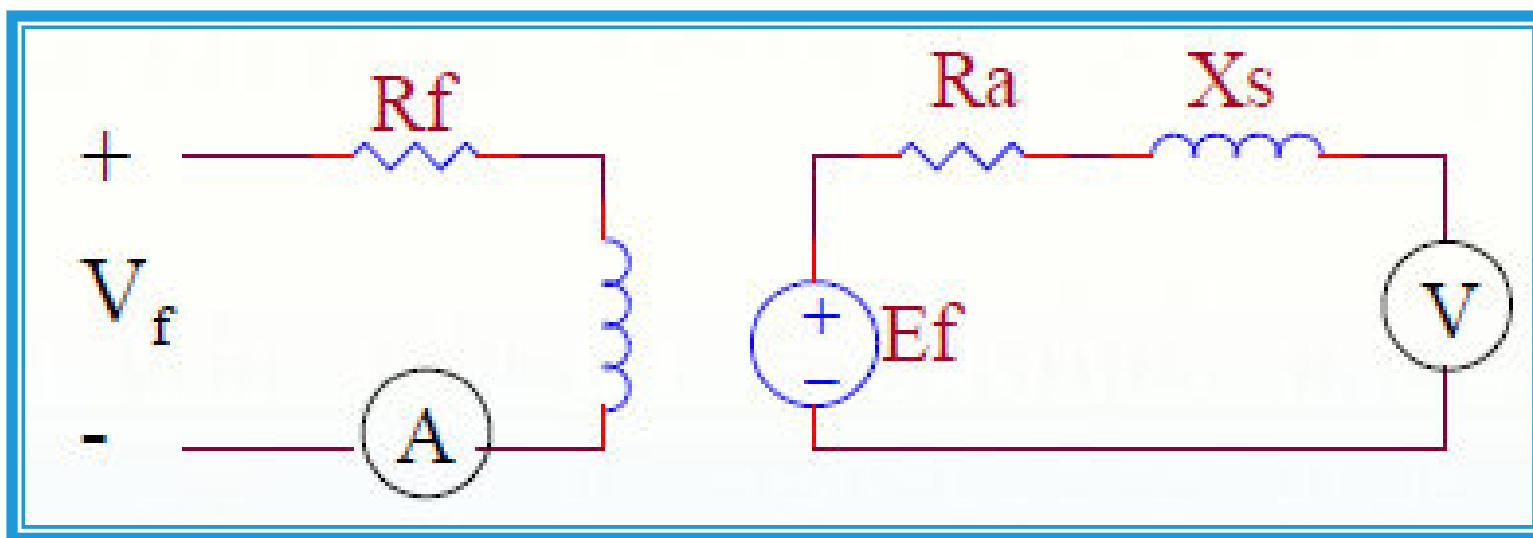 Rf
Ra
Xs
+
Vf
+
-
Ef
V
-
A